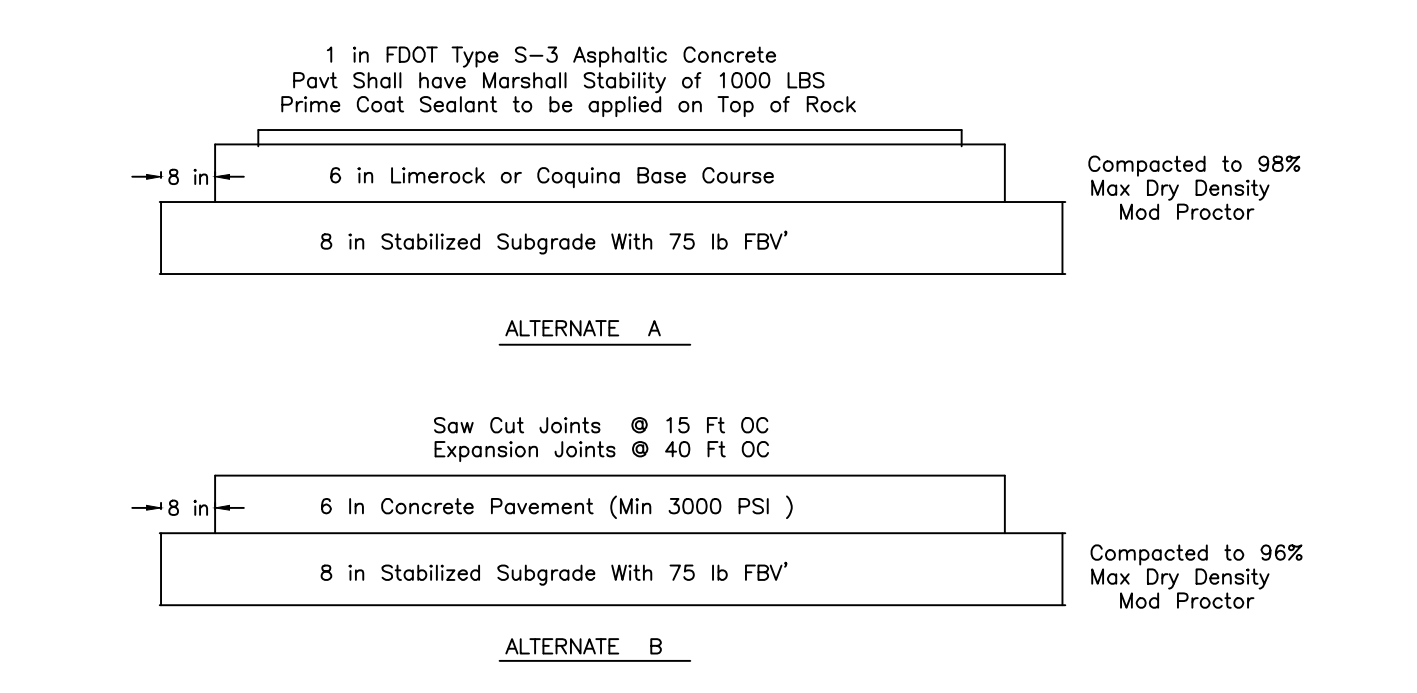 1 in FDOT Type S-3 Asphaltic Concrete
Pavt Shall have Marshall Stability of 1000 LBS
Prime Coat Sealant to be applied on Top of Rock
8 in
6 in Limerock or Coquina Base Course
Compacted to 98%
Max Dry Density
Mod Proctor
8 in Stabilized Subgrade With 75 lb FBV'
ALTERNATE A
Saw Cut Joints @ 15 Ft OC
Expansion Joints @ 40 Ft OC
8 in
6 In Concrete Pavement (Min 3000 PSI )
8 in Stabilized Subgrade With 75 lb FBV'
Compacted to 96%
Max Dry Density
Mod Proctor
ALTERNATE B